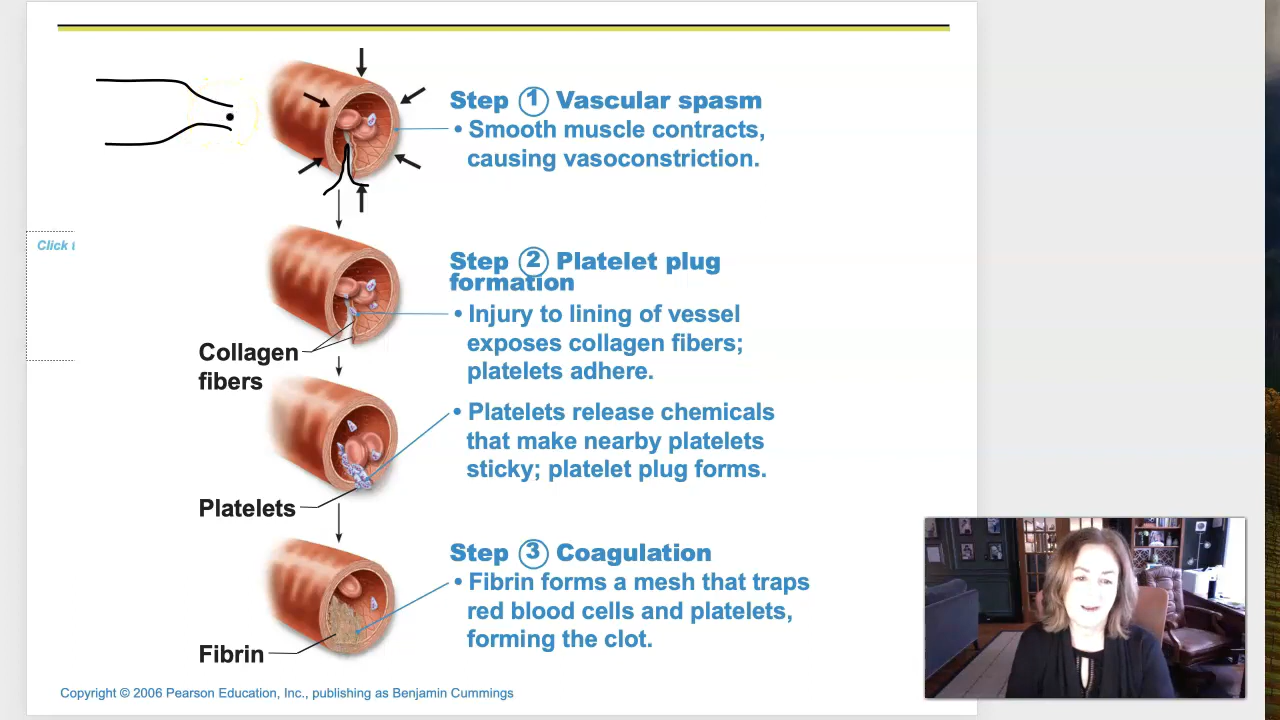 Step 1 Vascular spasm
• Smooth muscle contracts,
causing vasoconstriction.
Click
Step 2 Platelet plug
formation
• Injury to lining of vessel
exposes collagen fibers;
platelets adhere.
Collagen
fibers
• Platelets release chemicals
that make nearby platelets
sticky; platelet plug forms.
Platelets
Step 3 Coagulation
• Fibrin forms a mesh that traps
red blood cells and platelets,
forming the clot.
Fibrin
Copyright © 2006 Pearson Education, Inc., publishing as Benjamin Cummings